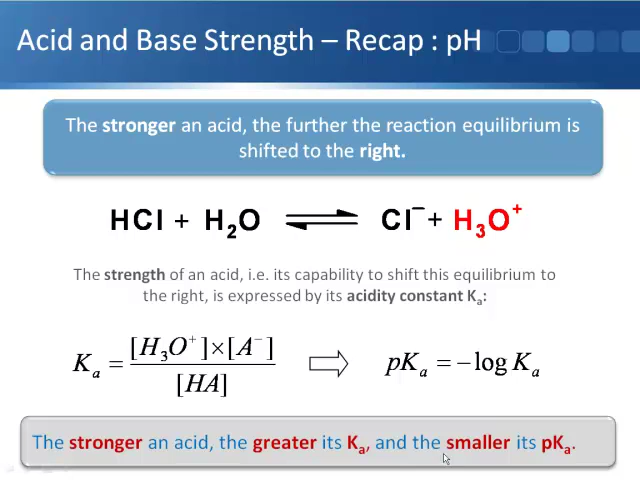 Acid and Base Strength – Recap : pH
The stronger an acid, the further the reaction equilibrium is
shifted to the right.
HCl + H₂O ⇌ Cl⁻ + H₃O⁺
The strength of an acid, i.e. its capability to shift this equilibrium to
the right, is expressed by its acidity constant Kₐ:
Kₐ = [H₃O⁺]×[A⁻] / [HA] ⇨ pKₐ = −log Kₐ
The stronger an acid, the greater its Kₐ, and the smaller its pKₐ.